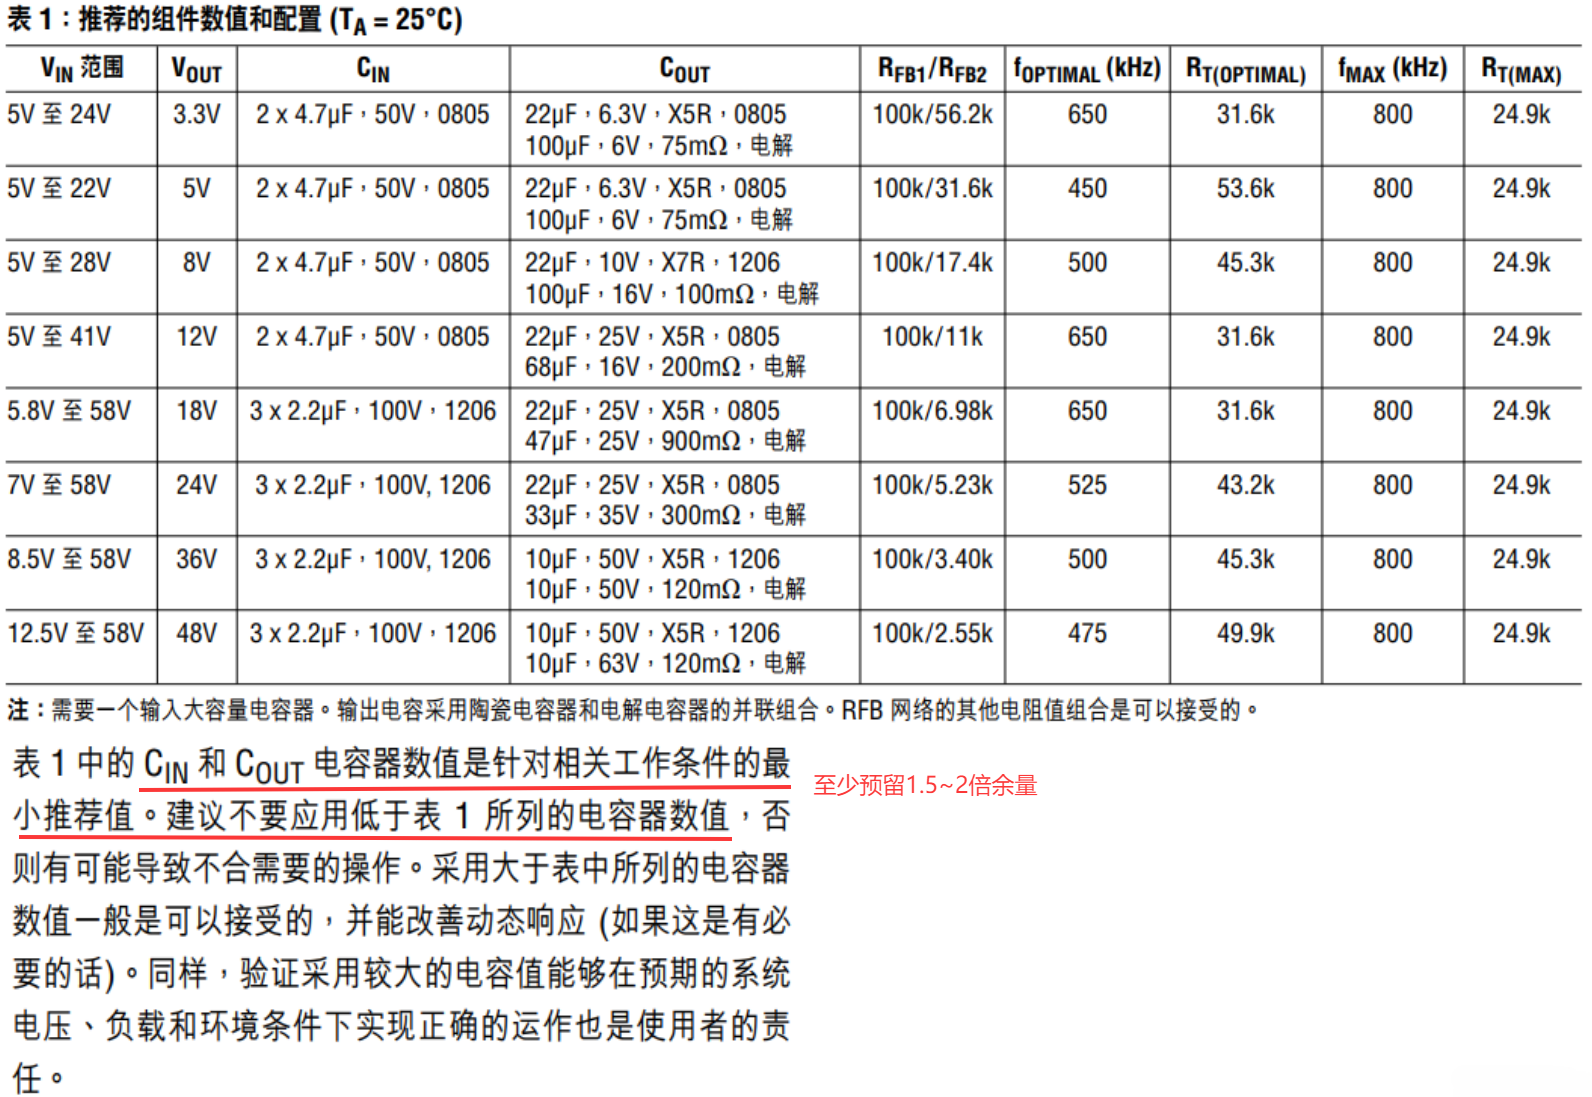 表 1：推荐的组件数值和配置 (TA = 25°C)
VIN 范围 VOUT CIN COUT RFB1/RFB2 fOPTIMAL (kHz) RT(OPTIMAL) fMAX (kHz) RT(MAX)
5V 至 24V 3.3V 2 x 4.7μF，50V，0805 22μF，6.3V，X5R，0805 100k/56.2k 650 31.6k 800 24.9k
100μF，6V，75mΩ，电解
5V 至 22V 5V 2 x 4.7μF，50V，0805 22μF，6.3V，X5R，0805 100k/31.6k 450 53.6k 800 24.9k
100μF，6V，75mΩ，电解
5V 至 28V 8V 2 x 4.7μF，50V，0805 22μF，10V，X7R，1206 100k/17.4k 500 45.3k 800 24.9k
100μF，16V，100mΩ，电解
5V 至 41V 12V 2 x 4.7μF，50V，0805 22μF，25V，X5R，0805 100k/11k 650 31.6k 800 24.9k
68μF，16V，200mΩ，电解
5.8V 至 58V 18V 3 x 2.2μF，100V，1206 22μF，25V，X5R，0805 100k/6.98k 650 31.6k 800 24.9k
47μF，25V，900mΩ，电解
7V 至 58V 24V 3 x 2.2μF，100V, 1206 22μF，25V，X5R，0805 100k/5.23k 525 43.2k 800 24.9k
33μF，35V，300mΩ，电解
8.5V 至 58V 36V 3 x 2.2μF，100V, 1206 10μF，50V，X5R，1206 100k/3.40k 500 45.3k 800 24.9k
10μF，50V，120mΩ，电解
12.5V 至 58V 48V 3 x 2.2μF，100V，1206 10μF，50V，X5R，1206 100k/2.55k 475 49.9k 800 24.9k
10μF，63V，120mΩ，电解
注：需要一个输入大容量电容器。输出电容采用陶瓷电容器和电解电容器的并联组合。RFB 网络的其他电阻值组合是可以接受的。
表 1 中的 CIN 和 COUT 电容器数值是针对相关工作条件的最
至少预留1.5~2倍余量
小推荐值。建议不要应用低于表 1 所列的电容器数值，否
则有可能导致不合需要的操作。采用大于表中所列的电容器
数值一般是可以接受的，并能改善动态响应 (如果这是有必
要的话)。同样，验证采用较大的电容值能够在预期的系统
电压、负载和环境条件下实现正确的运作也是使用者的责
任。